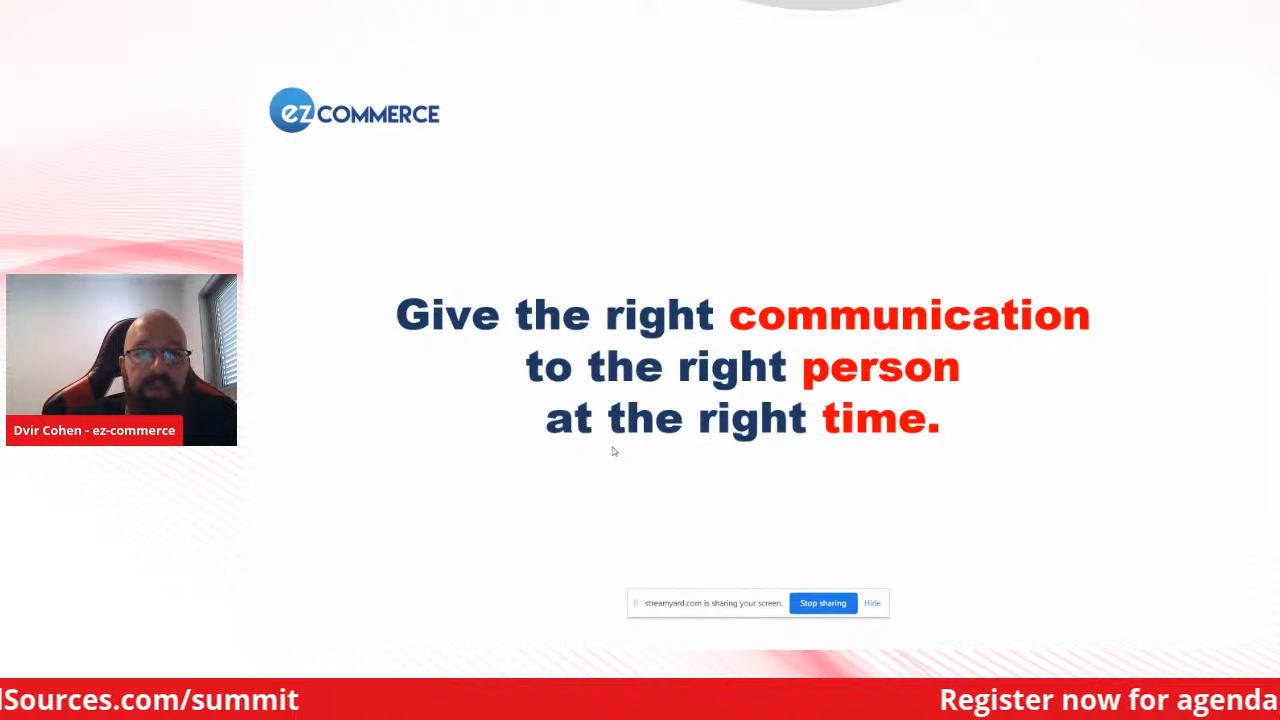 ez COMMERCE
Give the right communication
to the right person
at the right time.
Dvir Cohen - ez-commerce
streamyard.com is sharing your screen. Stop sharing Hide
lSources.com/summit Register now for agenda